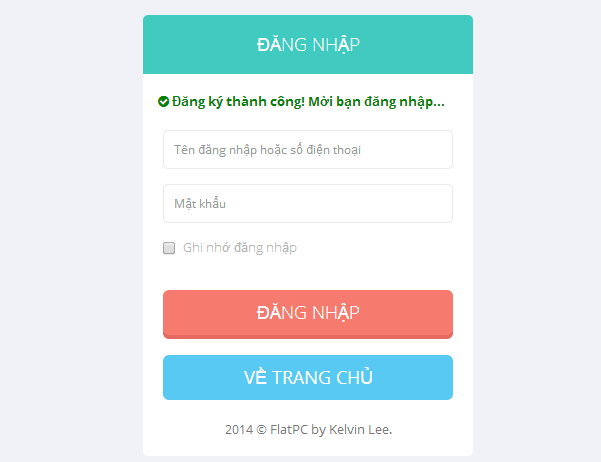 ĐĂNG NHẬP
Đăng ký thành công! Mời bạn đăng nhập...
Tên đăng nhập hoặc số điện thoại
Mật khẩu
Ghi nhớ đăng nhập
ĐĂNG NHẬP
VỀ TRANG CHỦ
2014 © FlatPC by Kelvin Lee.